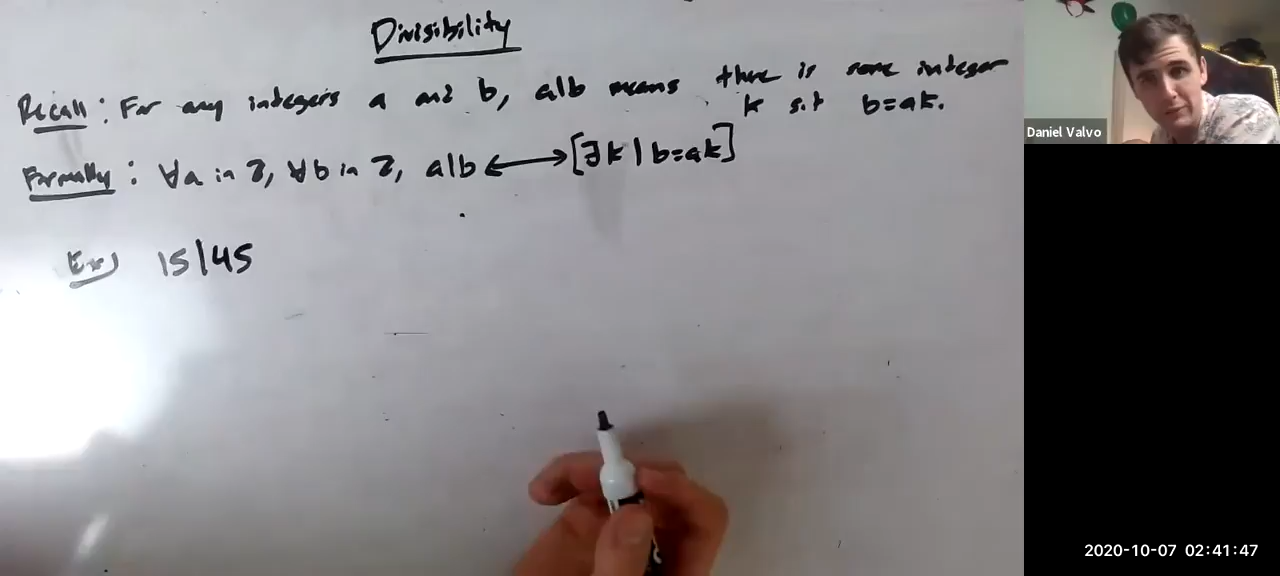 Divisibility
Recall: For any integers a and b, a|b means there is some integer
k s.t b=ak.
Formally: ∀a in Z, ∀b in Z, a|b ⟷ [∃k | b=ak]
Ex) 15|45
Daniel Valvo
2020-10-07 02:41:47